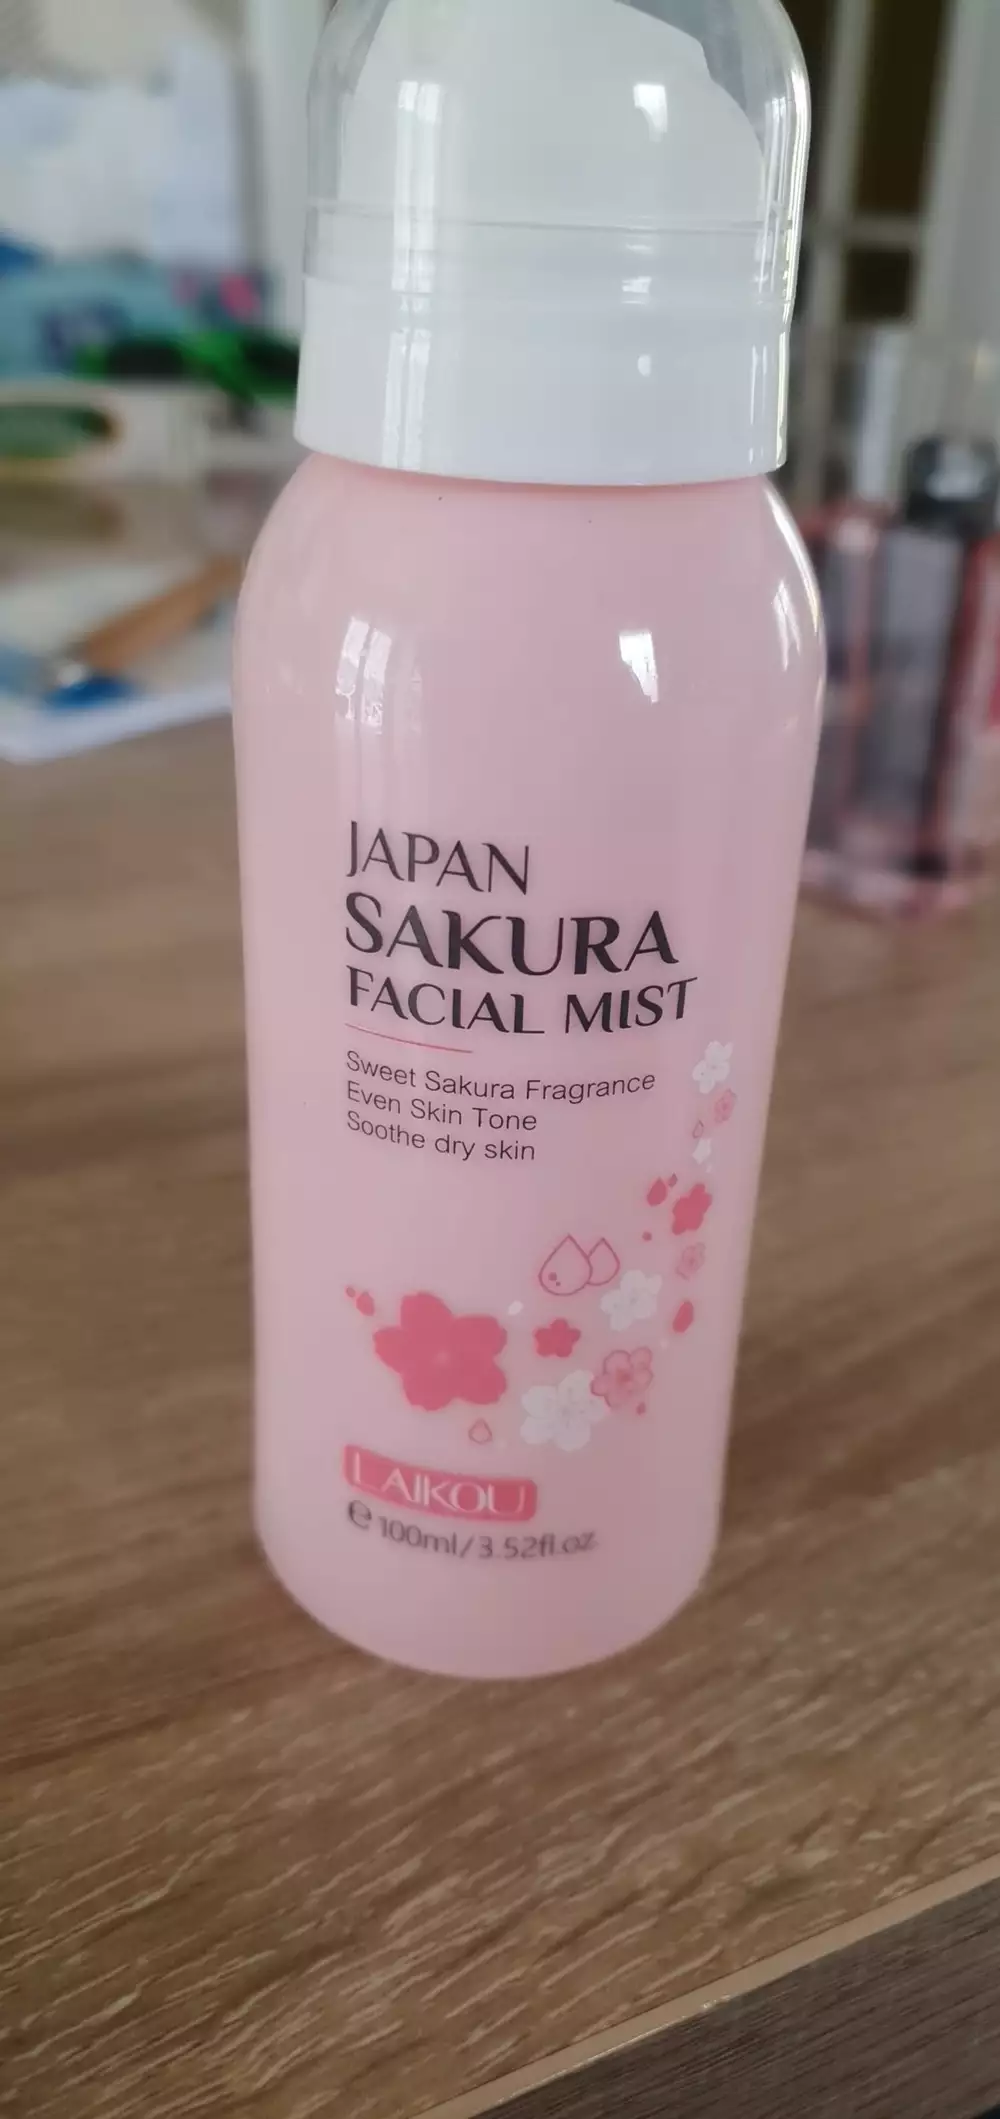 JAPAN
SAKURA
FACIAL MIST
Sweet Sakura Fragrance
Even Skin Tone
Soothe dry skin
LAIKOU
e 100ml/3.52fl.oz